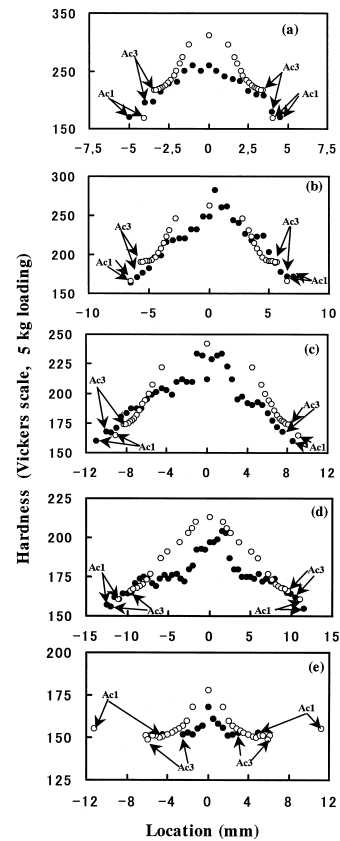 350
(a)
Ac3
Ac3
250
Ac1
Ac1
150
-7,5 -5 -2,5 0 2,5 5 7,5
300
(b)
250
Ac3
Ac3
200
Ac1
Ac1
150
-10 -5 0 5 10
250
(c)
225
200
Ac3
Ac3
175
Ac1
Ac1
150
-12 -8 -4 0 4 8 12
225
(d)
200
Ac1
Ac3
175
Ac3
Ac1
150
-15 -10 -5 0 5 10 15
200
(e)
175
Ac1
Ac1
150
Ac3
Ac3
125
-12 -8 -4 0 4 8 12
Location (mm)
Hardness (Vickers scale, 5 kg loading)